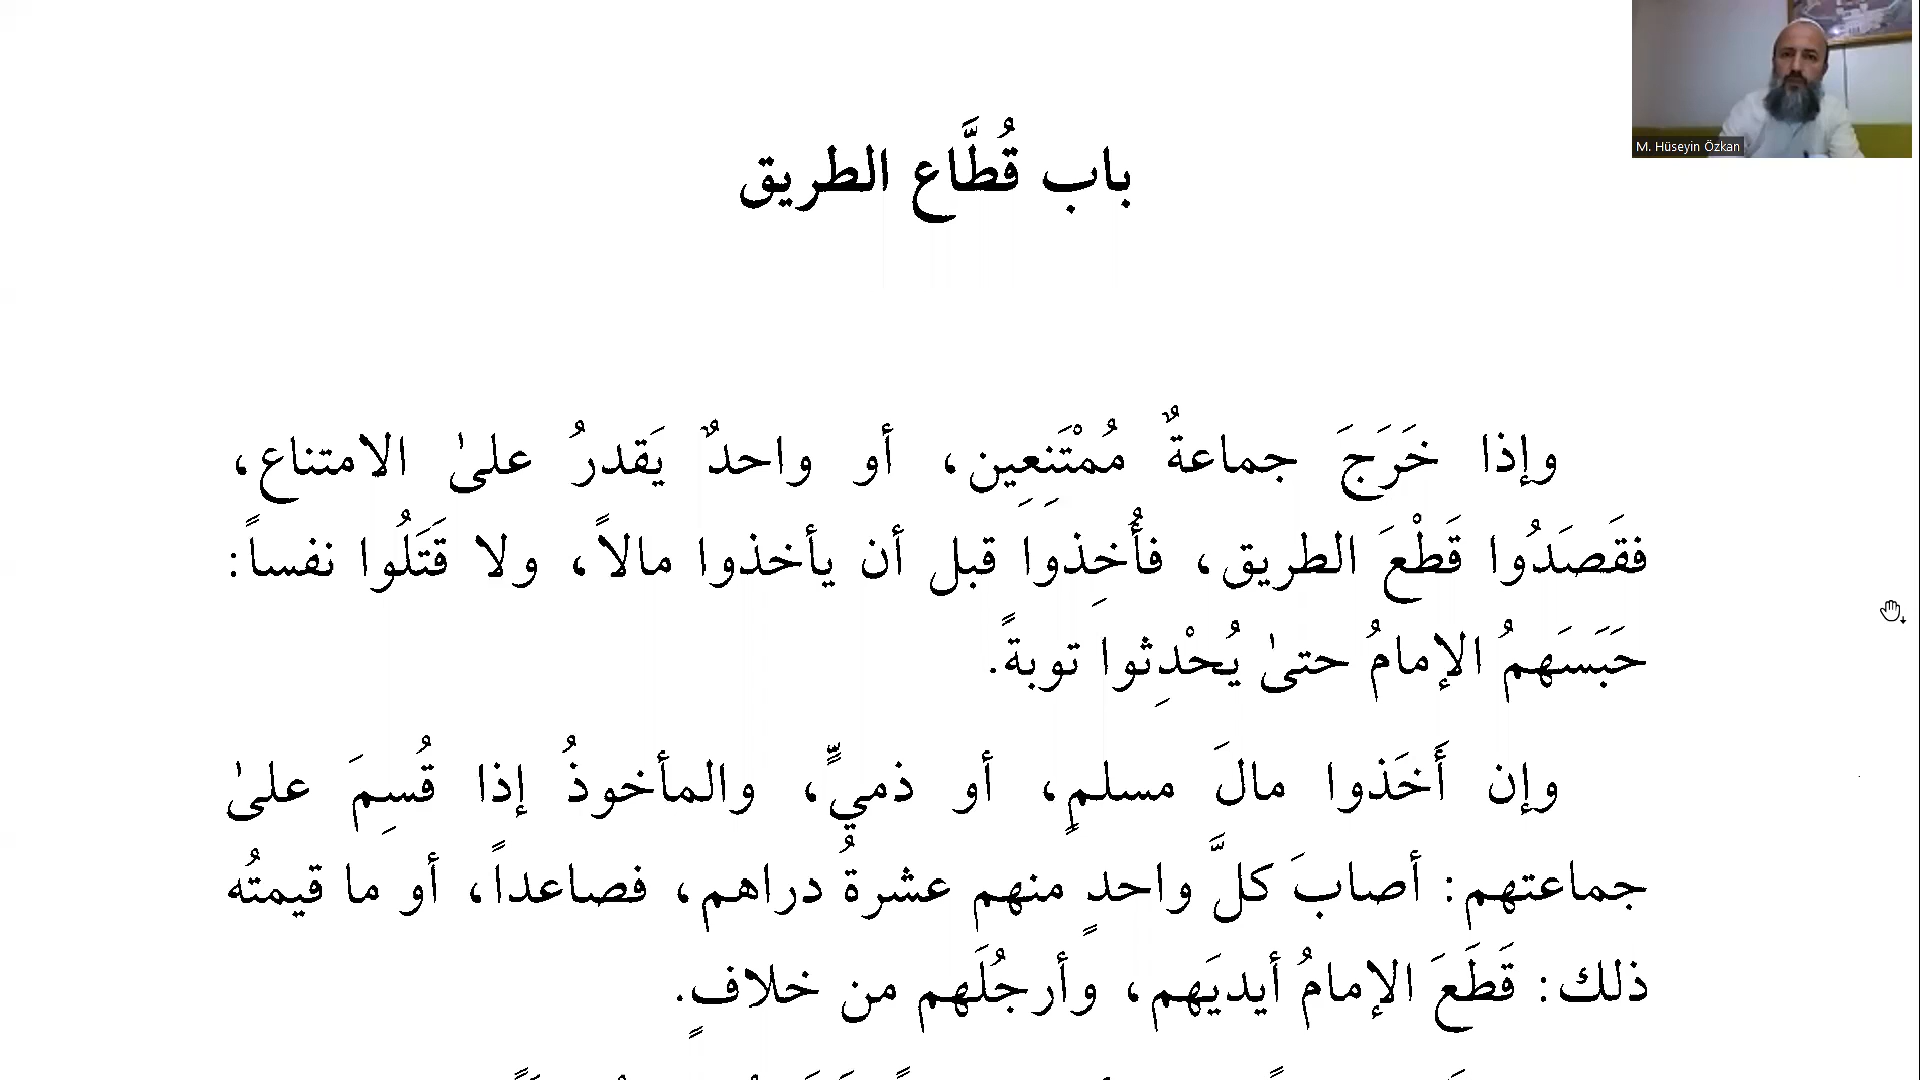 باب قُطَّاع الطريق
M. Hüseyin Özkan
وإذا خَرَجَ جماعةٌ مُمْتَنِعِين، أو واحدٌ يَقدرُ علىٰ الامتناع،
فقَصَدُوا قَطْعَ الطريق، فأُخِذوا قبل أن يأخذوا مالاً، ولا قَتَلُوا نفساً:
حَبَسَهمُ الإمامُ حتىٰ يُحْدِثوا توبةً.
وإن أَخَذوا مالَ مسلمٍ، أو ذميٍّ، والمأخوذُ إذا قُسِمَ علىٰ
جماعتهم: أصابَ كلَّ واحدٍ منهم عشرةُ دراهم، فصاعداً، أو ما قيمتُه
ذلك: قَطَعَ الإمامُ أيديَهم، وأرجُلَهم من خلافٍ.